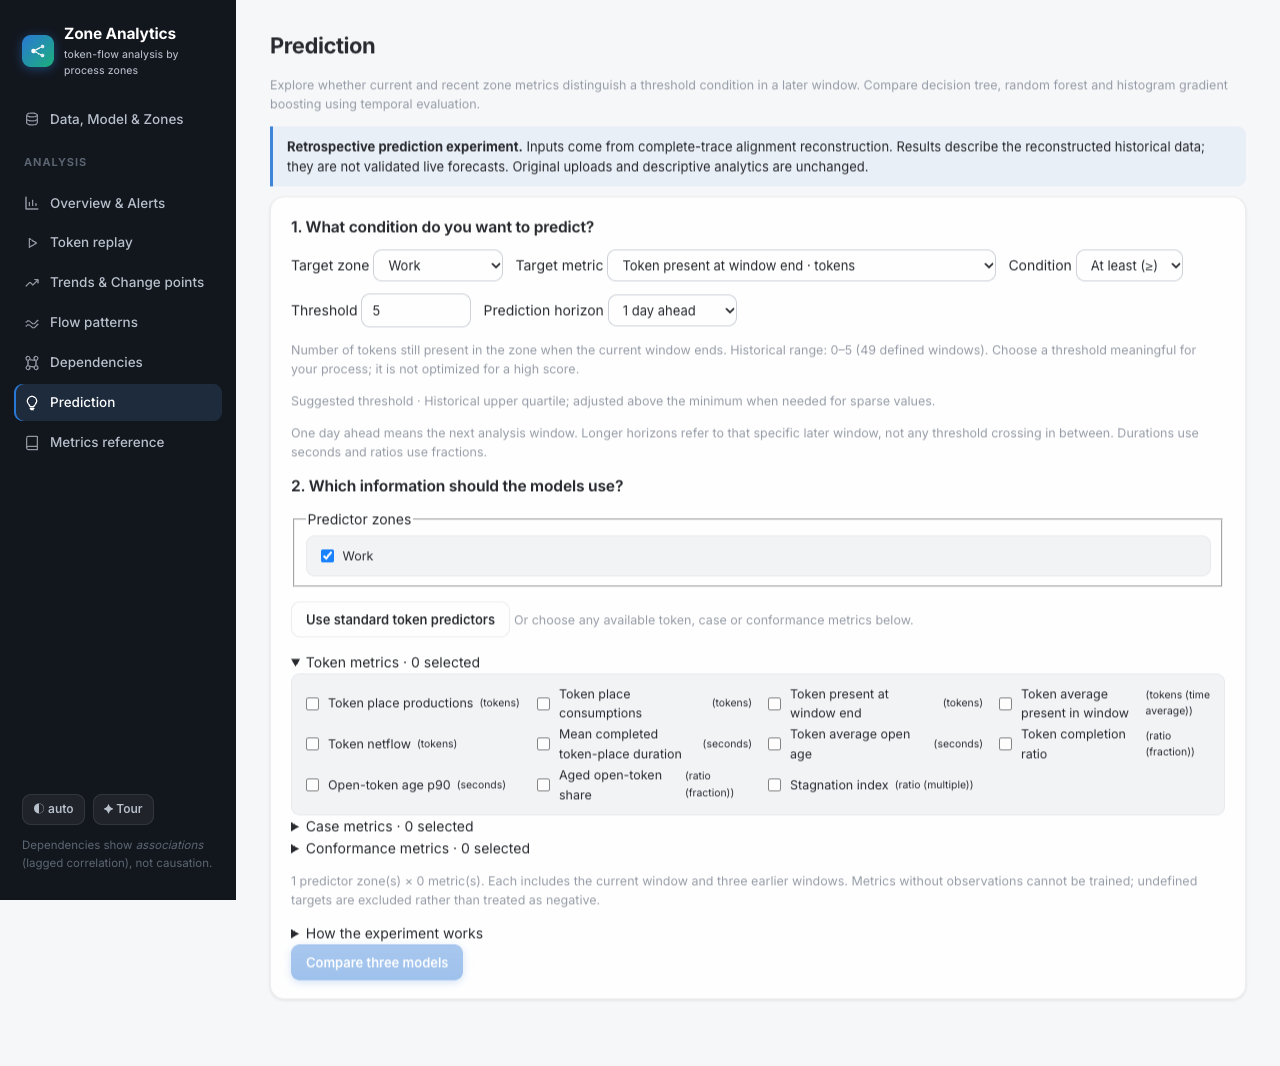 Zone Analytics
token-flow analysis by
process zones
Data, Model & Zones
ANALYSIS
Overview & Alerts
Token replay
Trends & Change points
Flow patterns
Dependencies
Prediction
Metrics reference
auto
Tour
Dependencies show associations
(lagged correlation), not causation.
Prediction
Explore whether current and recent zone metrics distinguish a threshold condition in a later window. Compare decision tree, random forest and histogram gradient
boosting using temporal evaluation.
Retrospective prediction experiment. Inputs come from complete-trace alignment reconstruction. Results describe the reconstructed historical data;
they are not validated live forecasts. Original uploads and descriptive analytics are unchanged.
1. What condition do you want to predict?
Target zone Work Target metric Token present at window end · tokens Condition At least (≥)
Threshold 5 Prediction horizon 1 day ahead
Number of tokens still present in the zone when the current window ends. Historical range: 0–5 (49 defined windows). Choose a threshold meaningful for
your process; it is not optimized for a high score.
Suggested threshold · Historical upper quartile; adjusted above the minimum when needed for sparse values.
One day ahead means the next analysis window. Longer horizons refer to that specific later window, not any threshold crossing in between. Durations use
seconds and ratios use fractions.
2. Which information should the models use?
Predictor zones
Work
Use standard token predictors Or choose any available token, case or conformance metrics below.
Token metrics · 0 selected
Token place productions (tokens)
Token place
consumptions
(tokens)
Token present at
window end
(tokens)
Token average
present in window
(tokens (time
average))
Token netflow (tokens)
Mean completed
token-place duration
(seconds)
Token average open
age
(seconds)
Token completion
ratio
(ratio
(fraction))
Open-token age p90 (seconds)
Aged open-token
share
(ratio
(fraction))
Stagnation index (ratio (multiple))
Case metrics · 0 selected
Conformance metrics · 0 selected
1 predictor zone(s) × 0 metric(s). Each includes the current window and three earlier windows. Metrics without observations cannot be trained; undefined
targets are excluded rather than treated as negative.
How the experiment works
Compare three models